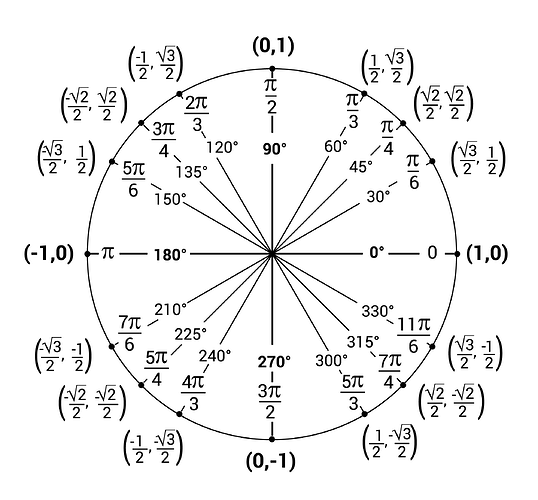 (0,1)
(-1/2, √3/2)
(1/2, √3/2)
(-√2/2, √2/2)
(√2/2, √2/2)
(-√3/2, 1/2)
(√3/2, 1/2)
2π/3
π/2
π/3
3π/4
π/4
5π/6
π/6
120°
90°
60°
135°
45°
150°
30°
(-1,0)
π
180°
0°
0
(1,0)
210°
330°
7π/6
11π/6
225°
315°
5π/4
7π/4
240°
270°
300°
4π/3
3π/2
5π/3
(-√3/2, -1/2)
(√3/2, -1/2)
(-√2/2, -√2/2)
(√2/2, -√2/2)
(-1/2, -√3/2)
(1/2, -√3/2)
(0,-1)